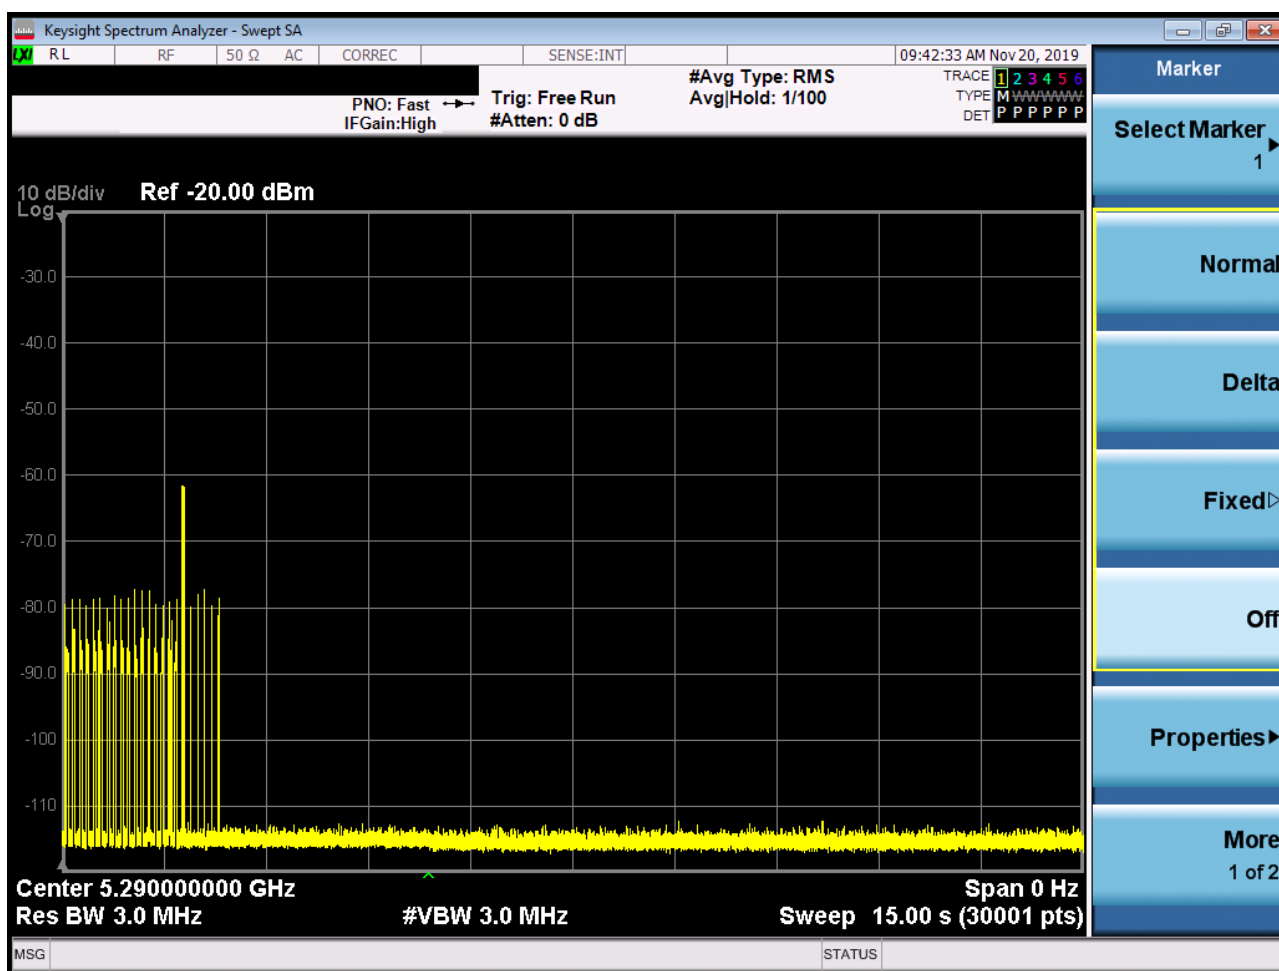 Keysight Spectrum Analyzer - Swept SA
LXI RL RF 50 Ω AC CORREC SENSE:INT 09:42:33 AM Nov 20, 2019
PNO: Fast
IFGain:High
Trig: Free Run
#Atten: 0 dB
#Avg Type: RMS
Avg|Hold: 1/100
TRACE 1 2 3 4 5 6
TYPE M WWWWW
DET P P P P P P
10 dB/div Ref -20.00 dBm
Log
-30.0
-40.0
-50.0
-60.0
-70.0
-80.0
-90.0
-100
-110
Center 5.290000000 GHz Span 0 Hz
Res BW 3.0 MHz #VBW 3.0 MHz Sweep 15.00 s (30001 pts)
MSG STATUS
Marker
Select Marker
1
Normal
Delta
Fixed
Off
Properties
More
1 of 2